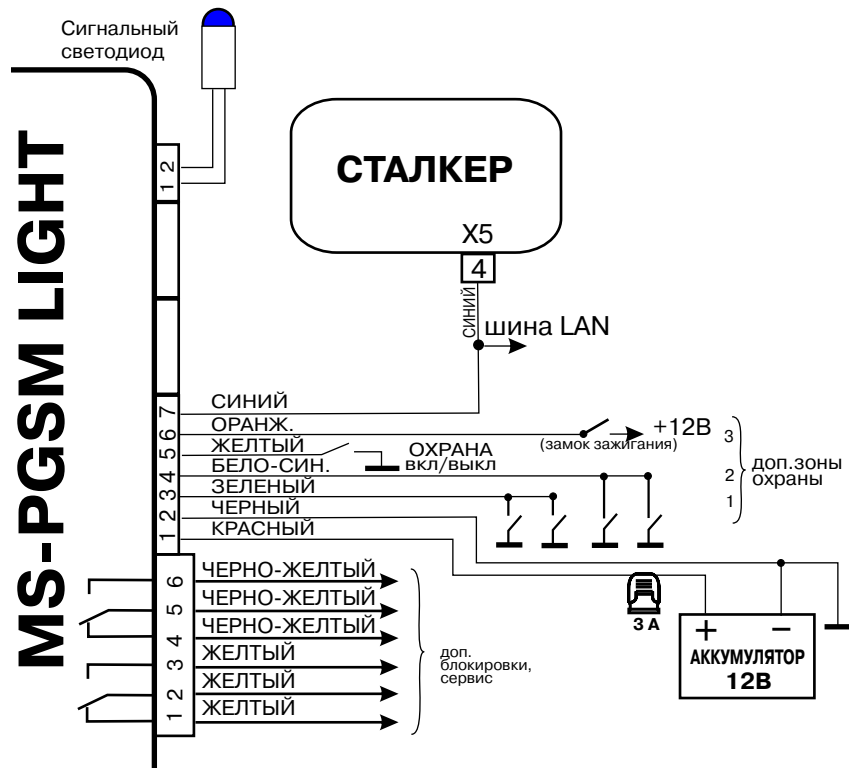 Сигнальный
светодиод
MS-PGSM LIGHT
1 2
СТАЛКЕР
X5
4
СИНИЙ
шина LAN
7 СИНИЙ
6 ОРАНЖ.
5 ЖЕЛТЫЙ
4 БЕЛО-СИН.
3 ЗЕЛЕНЫЙ
2 ЧЕРНЫЙ
1 КРАСНЫЙ
ОХРАНА
вкл/выкл
+12В
(замок зажигания)
3
2
1
доп.зоны
охраны
6 ЧЕРНО-ЖЕЛТЫЙ
5 ЧЕРНО-ЖЕЛТЫЙ
4 ЧЕРНО-ЖЕЛТЫЙ
3 ЖЕЛТЫЙ
2 ЖЕЛТЫЙ
1 ЖЕЛТЫЙ
доп.
блокировки,
сервис
3 А
+ −
АККУМУЛЯТОР
12В